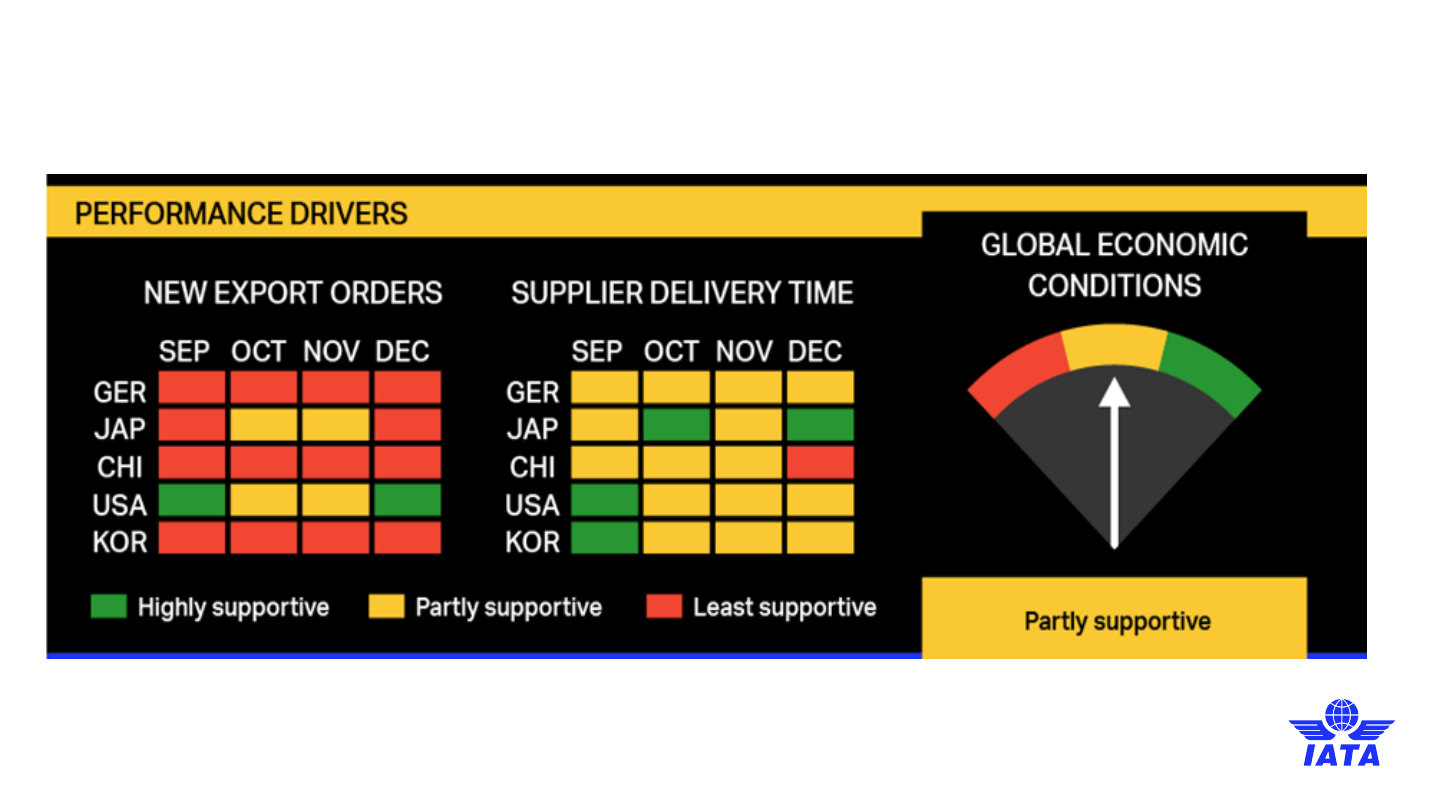 PERFORMANCE DRIVERS
NEW EXPORT ORDERS
SEP OCT NOV DEC
GER
JAP
CHI
USA
KOR
SUPPLIER DELIVERY TIME
SEP OCT NOV DEC
GER
JAP
CHI
USA
KOR
Highly supportive Partly supportive Least supportive
GLOBAL ECONOMIC
CONDITIONS
Partly supportive
IATA